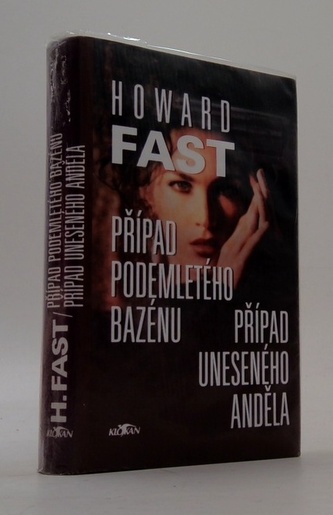 HOWARD
FAST
PŘÍPAD
PODEMLETÉHO
BAZÉNU
PŘÍPAD
UNESENÉHO
ANDĚLA
KLOKAN
H. FAST / PŘÍPAD PODEMLETÉHO BAZÉNU
PŘÍPAD UNESENÉHO ANDĚLA
KLOKAN